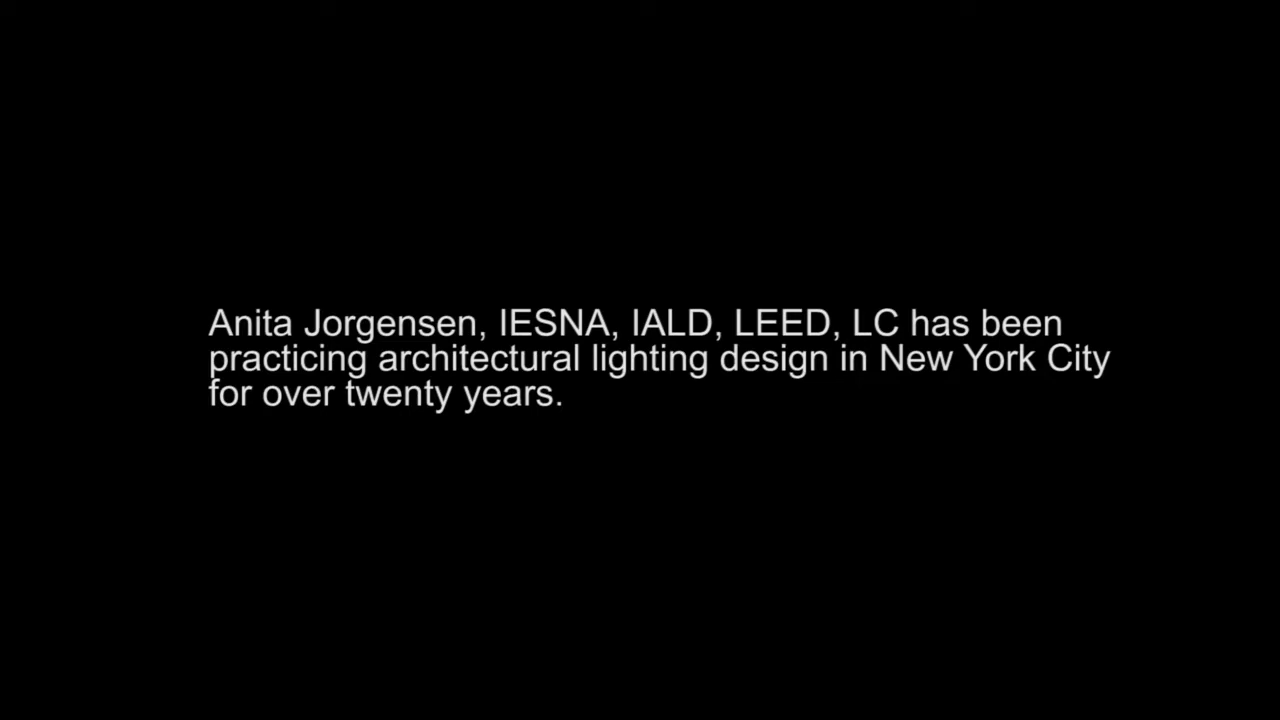 Anita Jorgensen, IESNA, IALD, LEED, LC has been
practicing architectural lighting design in New York City
for over twenty years.